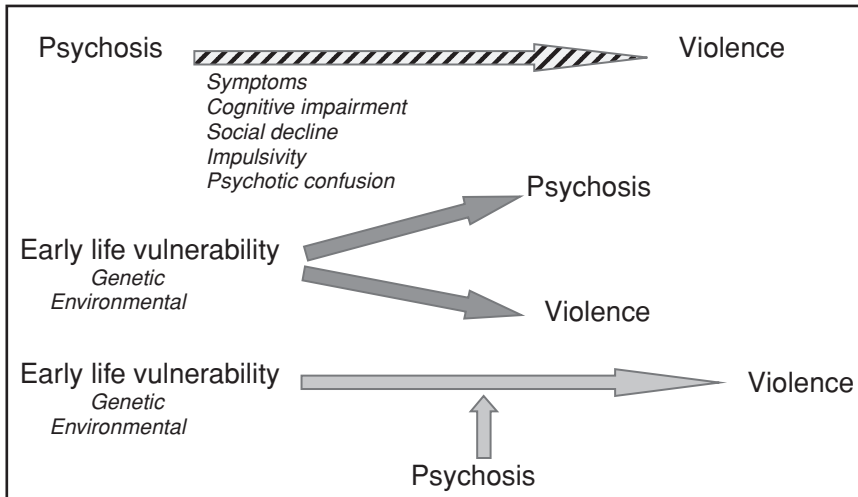 Psychosis
Violence
Symptoms
Cognitive impairment
Social decline
Impulsivity
Psychotic confusion
Psychosis
Early life vulnerability
Genetic
Environmental
Violence
Early life vulnerability
Genetic
Environmental
Violence
Psychosis